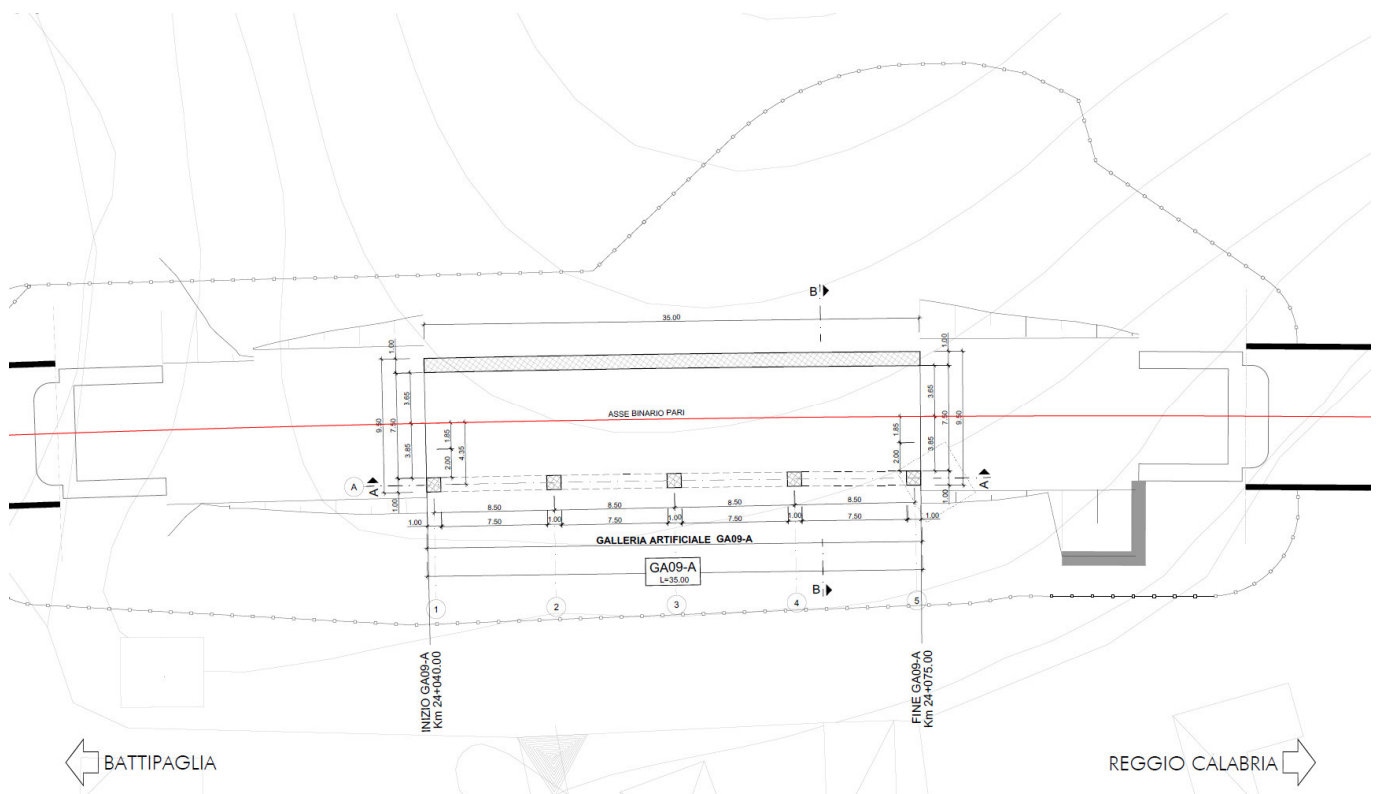 B
35.00
1.00
1.00
9.50
7.50
3.65
3.65
7.50
9.50
ASSE BINARIO PARI
1.85
1.85
3.85
2.00
4.35
2.00
3.85
A
A
A
1.00
1.00
8.50
8.50
8.50
8.50
1.00
7.50
1.00
7.50
1.00
7.50
1.00
7.50
1.00
GALLERIA ARTIFICIALE GA09-A
GA09-A
L=35.00
B
1
2
3
4
5
INIZIO GA09-A
Km 24+040.00
FINE GA09-A
Km 24+075.00
BATTIPAGLIA
REGGIO CALABRIA